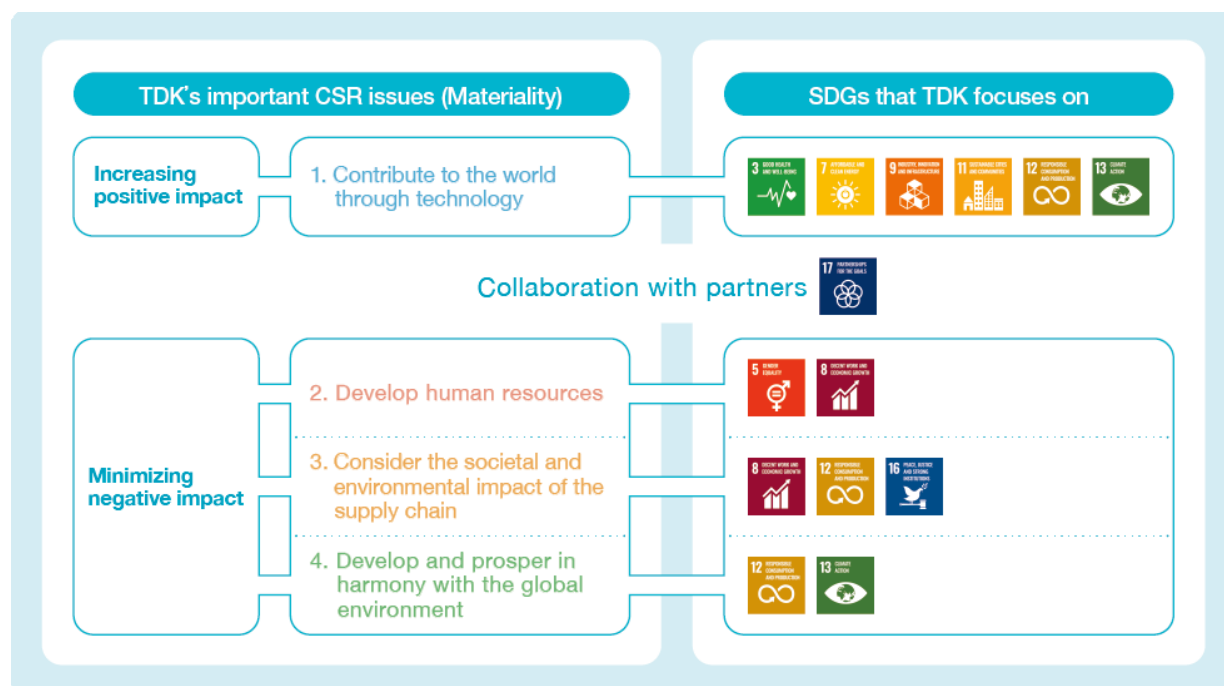 TDK's important CSR issues (Materiality)
SDGs that TDK focuses on
Increasing
positive impact
1. Contribute to the world
through technology
3 GOOD HEALTH
AND WELL-BEING
7 AFFORDABLE AND
CLEAN ENERGY
9 INDUSTRY, INNOVATION
AND INFRASTRUCTURE
11 SUSTAINABLE CITIES
AND COMMUNITIES
12 RESPONSIBLE
CONSUMPTION
AND PRODUCTION
13 CLIMATE
ACTION
Collaboration with partners
17 PARTNERSHIPS
FOR THE GOALS
Minimizing
negative impact
2. Develop human resources
5 GENDER
EQUALITY
8 DECENT WORK AND
ECONOMIC GROWTH
3. Consider the societal and
environmental impact of the
supply chain
8 DECENT WORK AND
ECONOMIC GROWTH
12 RESPONSIBLE
CONSUMPTION
AND PRODUCTION
16 PEACE, JUSTICE
AND STRONG
INSTITUTIONS
4. Develop and prosper in
harmony with the global
environment
12 RESPONSIBLE
CONSUMPTION
AND PRODUCTION
13 CLIMATE
ACTION